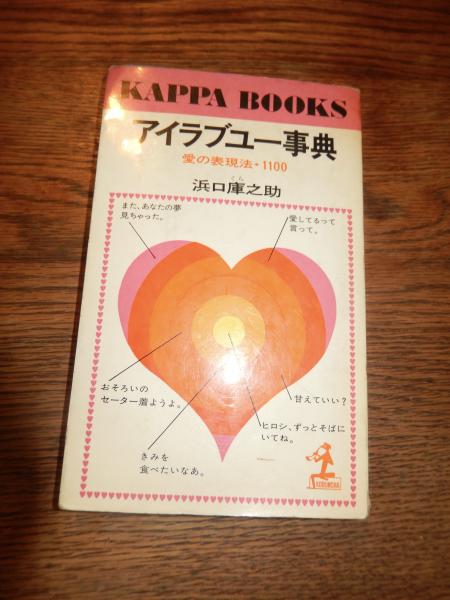 KAPPA BOOKS
アイラブユー事典
愛の表現法・1100
くら
浜口庫之助
また、あなたの夢
見ちゃった。
愛してるって
言って。
おそろいの
セーター着ようよ。
甘えていい?
ヒロシ、ずっとそばに
いてね。
きみを
食べたいなあ。
KOBUNSHA